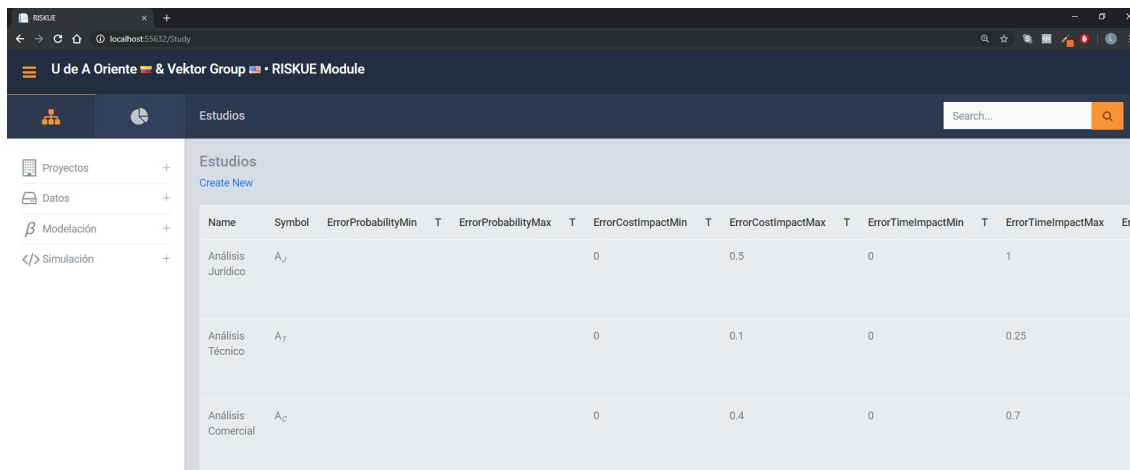 RISKUE
localhost:55632/Study
U de A Oriente & Vektor Group • RISKUE Module
Estudios
Search...
Proyectos
Datos
β Modelación
</> Simulación
Estudios
Create New
Name Symbol ErrorProbabilityMin T ErrorProbabilityMax T ErrorCostImpactMin T ErrorCostImpactMax T ErrorTimeImpactMin T ErrorTimeImpactMax Er
Análisis Jurídico A_J 0 0.5 0 1
Análisis Técnico A_T 0 0.1 0 0.25
Análisis Comercial A_C 0 0.4 0 0.7